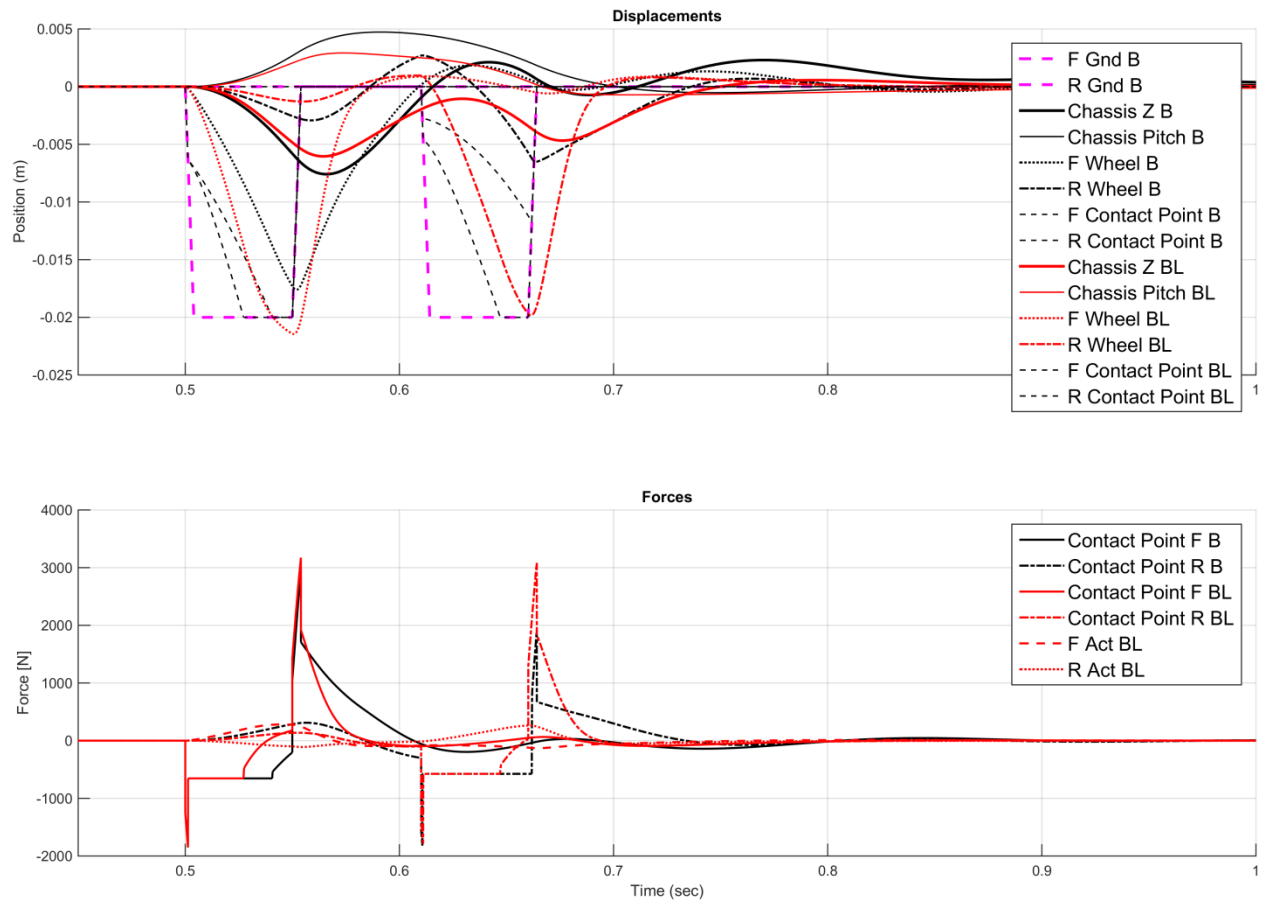 Displacements
Position (m)
0.005
0
-0.005
-0.01
-0.015
-0.02
-0.025
0.5
0.6
0.7
0.8
0.9
1
F Gnd B
R Gnd B
Chassis Z B
Chassis Pitch B
F Wheel B
R Wheel B
F Contact Point B
R Contact Point B
Chassis Z BL
Chassis Pitch BL
F Wheel BL
R Wheel BL
F Contact Point BL
R Contact Point BL
Forces
Force [N]
4000
3000
2000
1000
0
-1000
-2000
0.5
0.6
0.7
0.8
0.9
1
Time (sec)
Contact Point F B
Contact Point R B
Contact Point F BL
Contact Point R BL
F Act BL
R Act BL